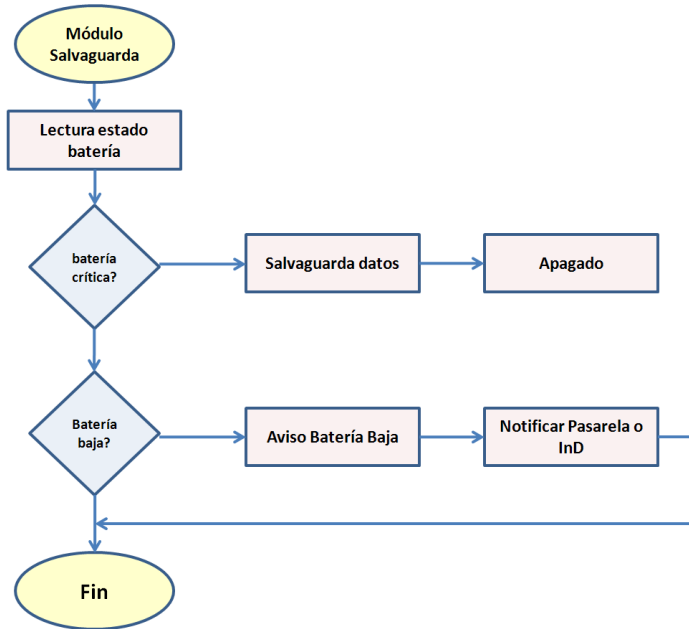 Módulo
Salvaguarda
Lectura estado
batería
batería
crítica?
Salvaguarda datos
Apagado
Batería
baja?
Aviso Batería Baja
Notificar Pasarela o
InD
Fin